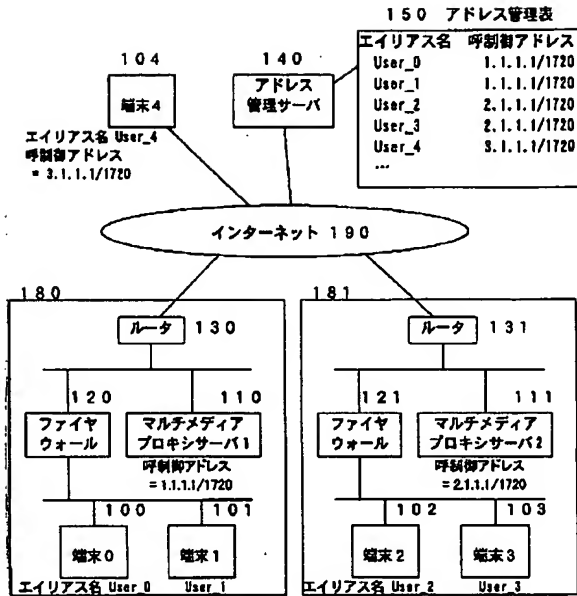 150 アドレス管理表
エイリアス名 呼制御アドレス
User_0 1.1.1.1/1720
User_1 1.1.1.1/1720
User_2 2.1.1.1/1720
User_3 2.1.1.1/1720
User_4 3.1.1.1/1720
...
104
端末4
エイリアス名 User_4
呼制御アドレス
= 3.1.1.1/1720
140
アドレス
管理サーバ
インターネット 190
180
ルータ 130
120
ファイヤ
ウォール
110
マルチメディア
プロキシサーバ1
呼制御アドレス
=1.1.1.1/1720
100
端末0
エイリアス名 User_0
101
端末1
User_1
181
ルータ 131
121
ファイヤ
ウォール
111
マルチメディア
プロキシサーバ2
呼制御アドレス
=2.1.1.1/1720
102
端末2
エイリアス名 User_2
103
端末3
User_3